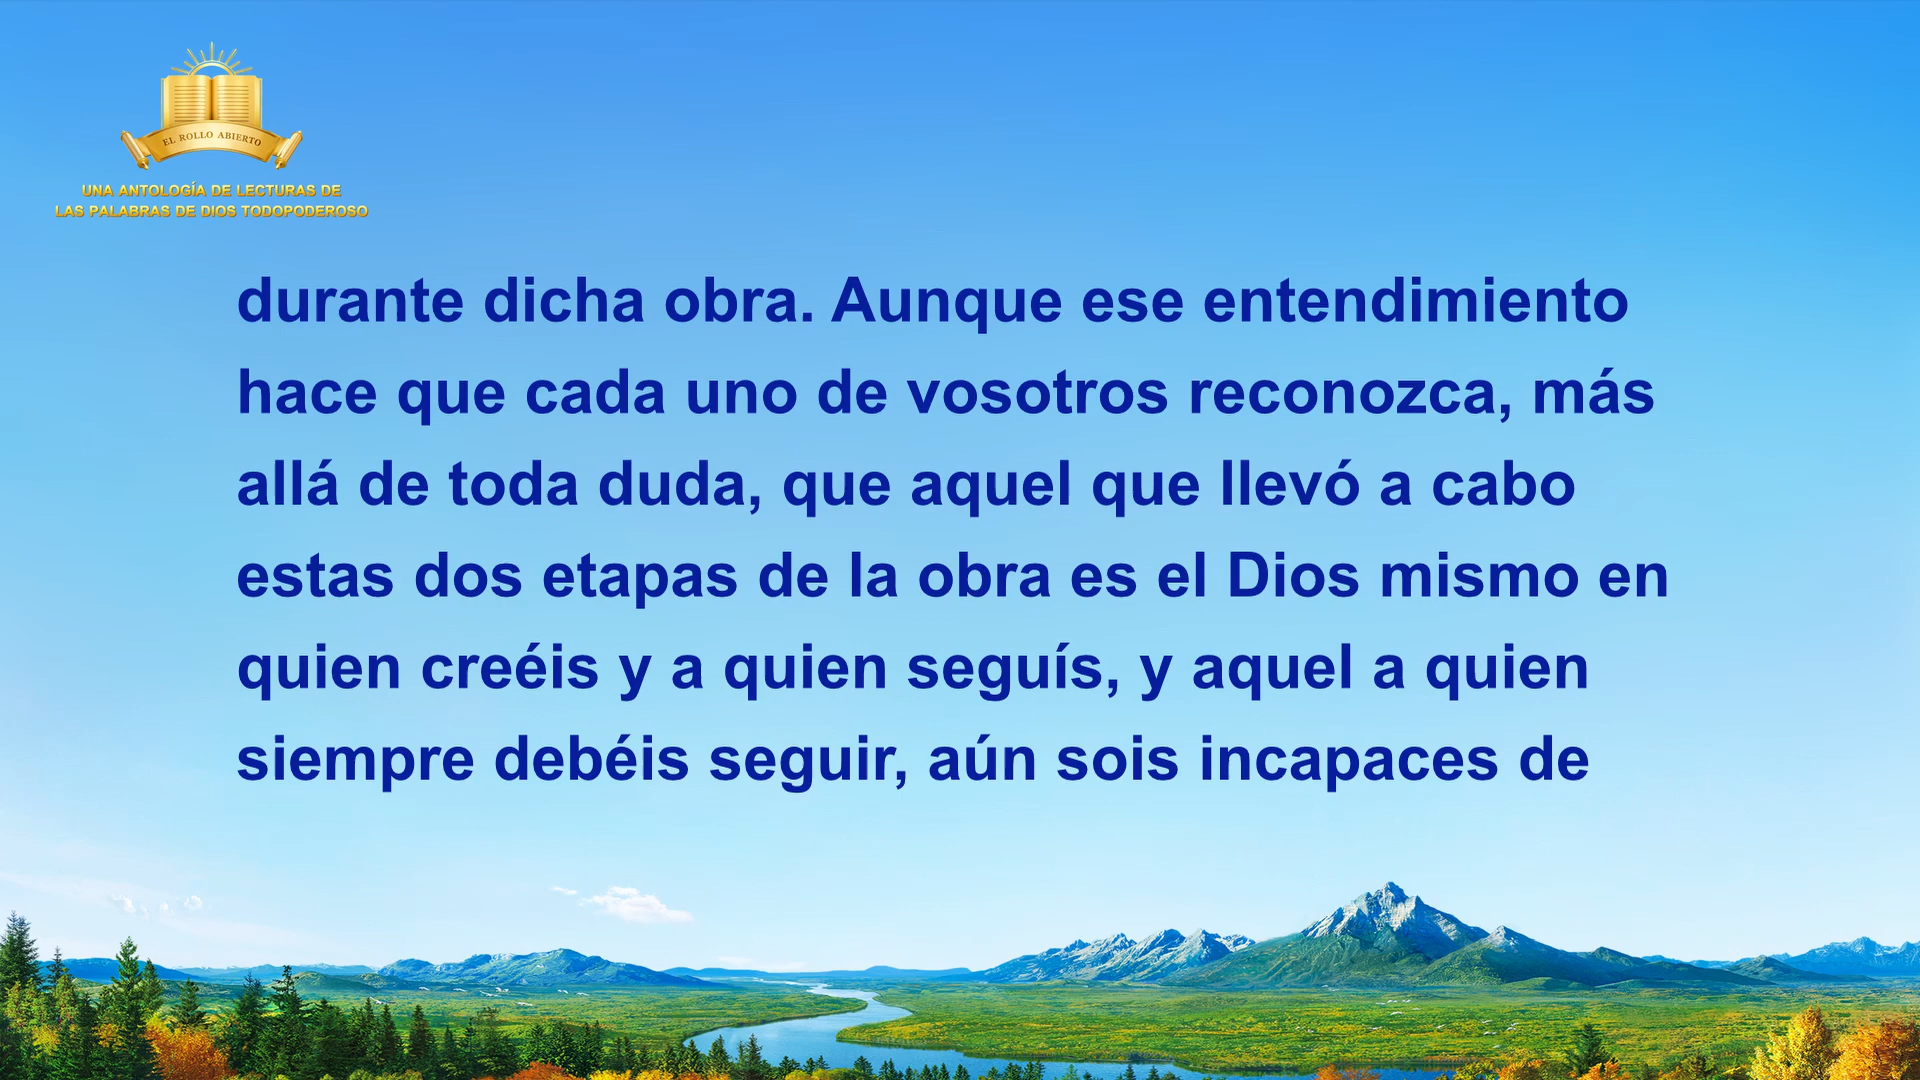 EL ROLLO ABIERTO
UNA ANTOLOGÍA DE LECTURAS DE
LAS PALABRAS DE DIOS TODOPODEROSO
durante dicha obra. Aunque ese entendimiento
hace que cada uno de vosotros reconozca, más
allá de toda duda, que aquel que llevó a cabo
estas dos etapas de la obra es el Dios mismo en
quien creéis y a quien seguís, y aquel a quien
siempre debéis seguir, aún sois incapaces de